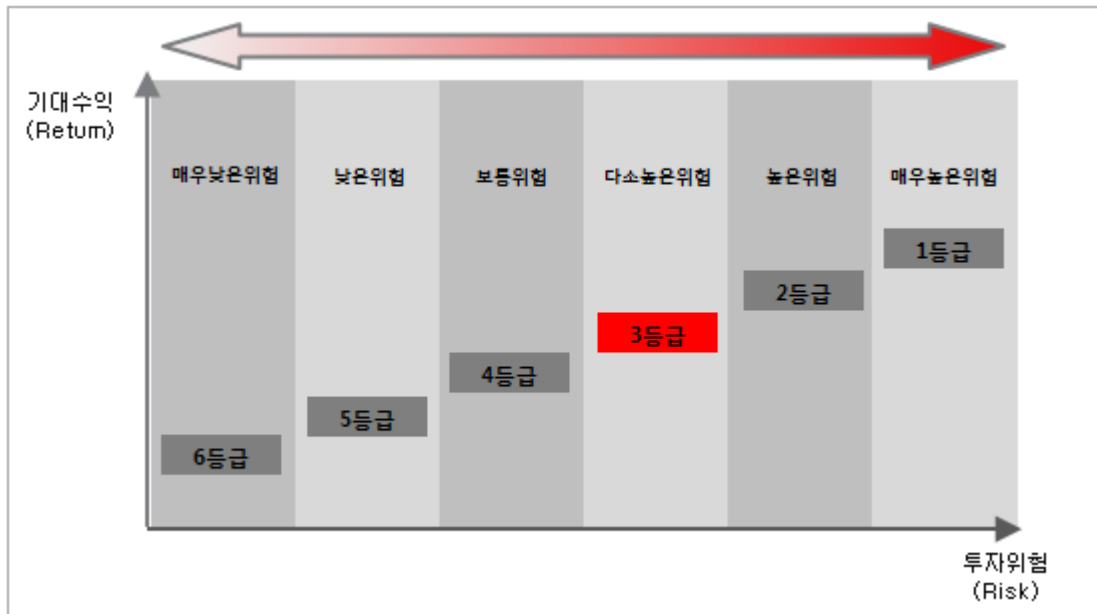 기대수익
(Return)
매우낮은위험
낮은위험
보통위험
다소높은위험
높은위험
매우높은위험
1등급
2등급
3등급
4등급
5등급
6등급
투자위험
(Risk)